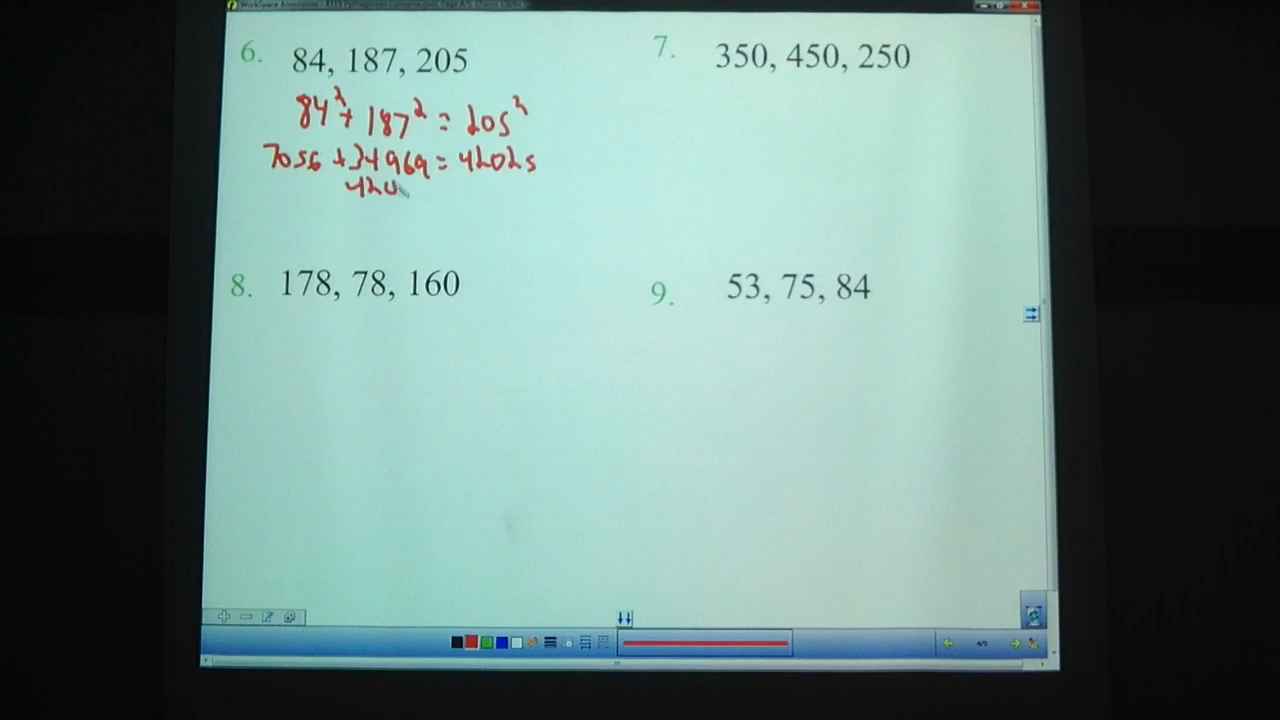 6. 84, 187, 205
84² + 187² = 205²
7056 + 34969 = 42025
420
7. 350, 450, 250
8. 178, 78, 160
9. 53, 75, 84